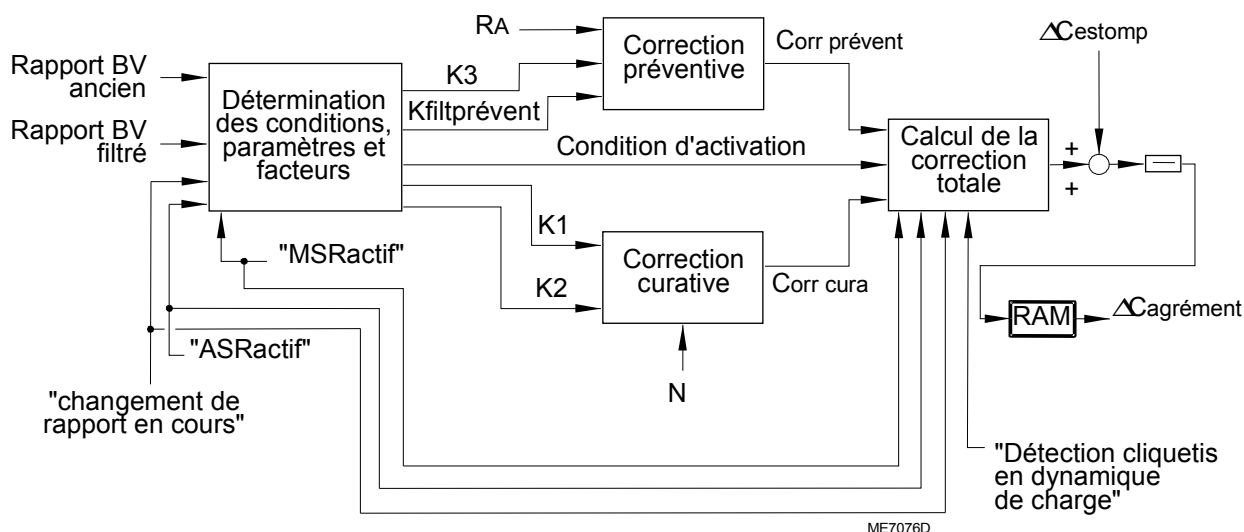 RA
Correction
préventive
Corr prévent
ΔCestomp
Rapport BV
ancien
K3
Kfiltprévent
Détermination
des conditions,
paramètres et
facteurs
Rapport BV
filtré
Condition d'activation
Calcul de la
correction
totale
+
+
K1
"MSRactif"
K2
Correction
curative
Corr cura
RAM
ΔCagrément
"ASRactif"
N
"changement de
rapport en cours"
"Détection cliquetis
en dynamique
de charge"
ME7076D